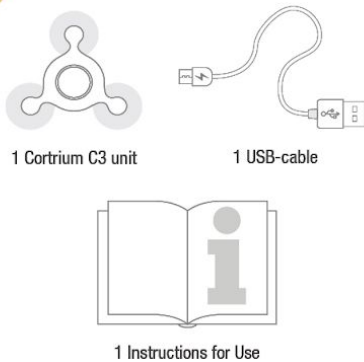 1 Cortrium C3 unit
1 USB-cable
1 Instructions for Use